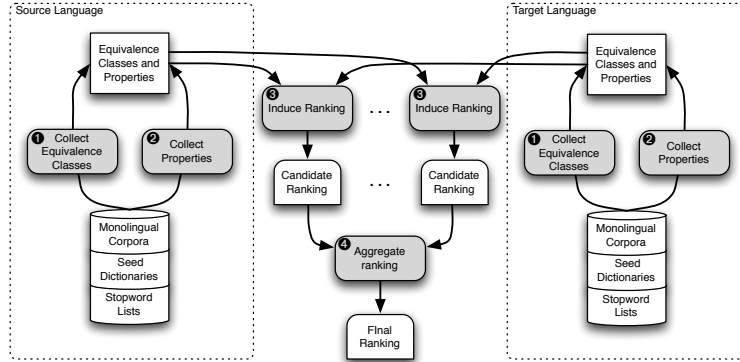 Source Language
Equivalence
Classes and
Properties
1 Collect
Equivalence
Classes
2 Collect
Properties
Monolingual
Corpora
Seed
Dictionaries
Stopword
Lists
3
Induce Ranking
...
3
Induce Ranking
Candidate
Ranking
...
Candidate
Ranking
4 Aggregate
ranking
FInal
Ranking
Target Language
Equivalence
Classes and
Properties
1 Collect
Equivalence
Classes
2 Collect
Properties
Monolingual
Corpora
Seed
Dictionaries
Stopword
Lists